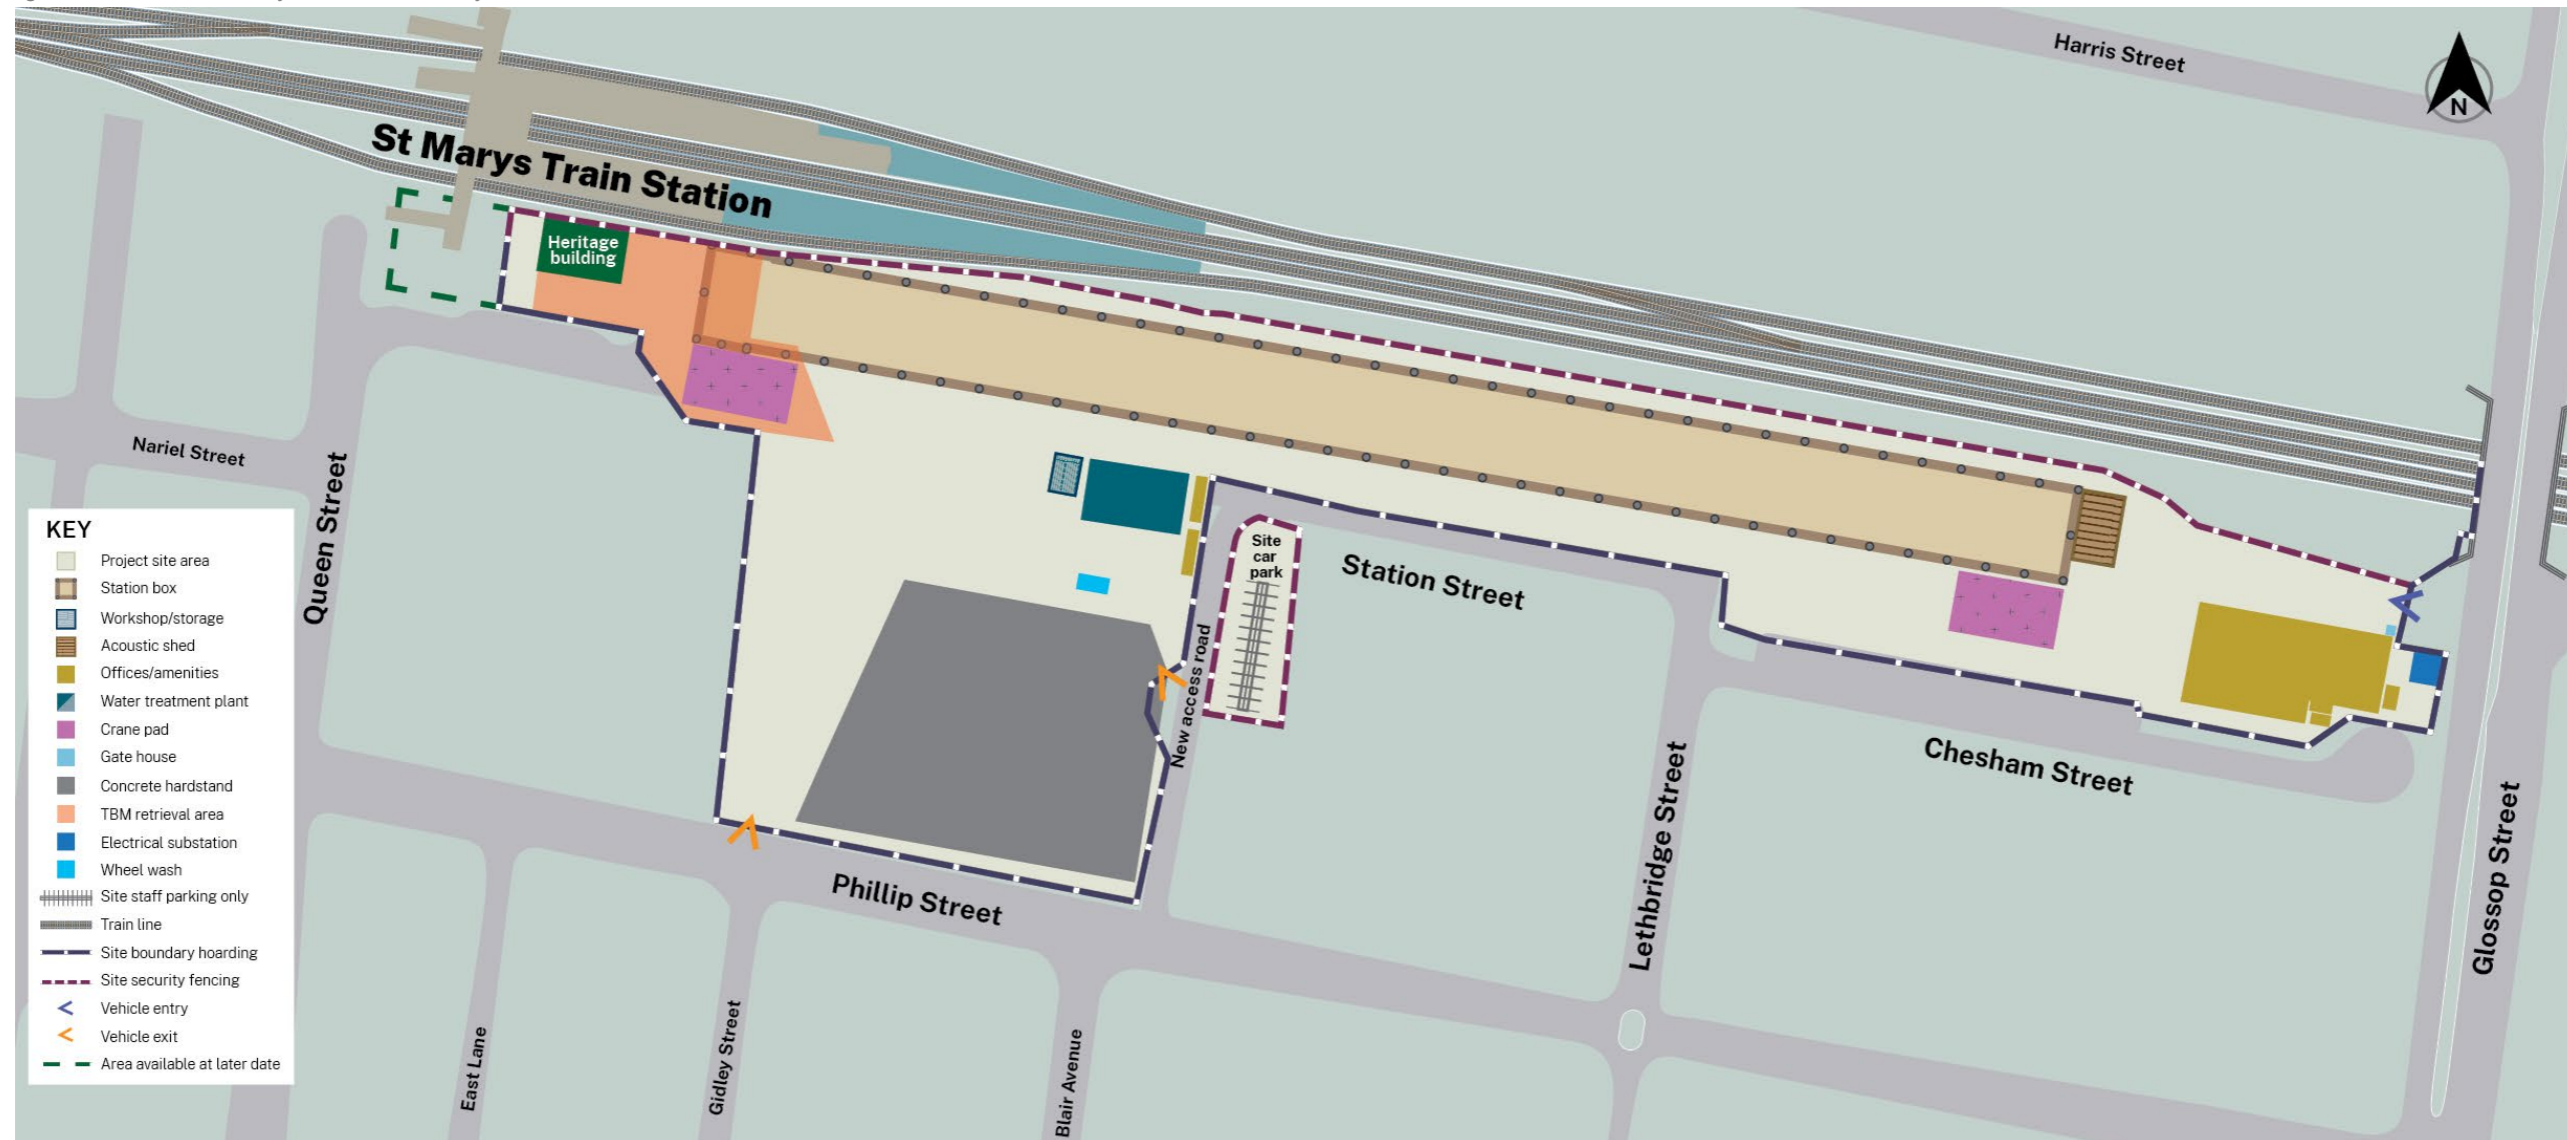 Harris Street
N
St Marys Train Station
Heritage
building
Nariel Street
Queen Street
Site
car
park
Station Street
New access road
Lethbridge Street
Chesham Street
Glossop Street
Phillip Street
East Lane
Gidley Street
Blair Avenue
KEY
Project site area
Station box
Workshop/storage
Acoustic shed
Offices/amenities
Water treatment plant
Crane pad
Gate house
Concrete hardstand
TBM retrieval area
Electrical substation
Wheel wash
Site staff parking only
Train line
Site boundary hoarding
Site security fencing
Vehicle entry
Vehicle exit
Area available at later date